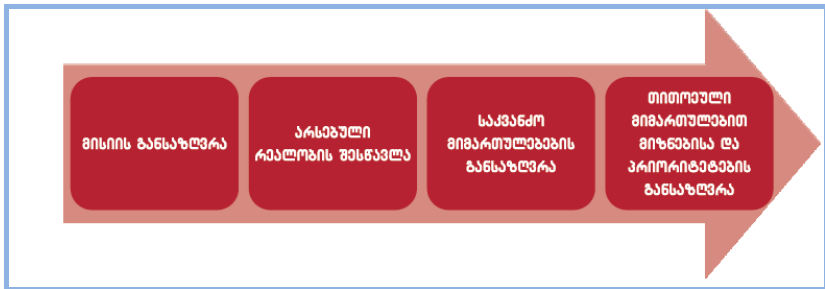 მისიის განსაზღვრა
არსებული
რეალობის შესწავლა
საკვანძო
მიმართულებების
განსაზღვრა
თითოეული
მიმართულებით
მიზნებისა და
პრიორიტეტების
განსაზღვრა